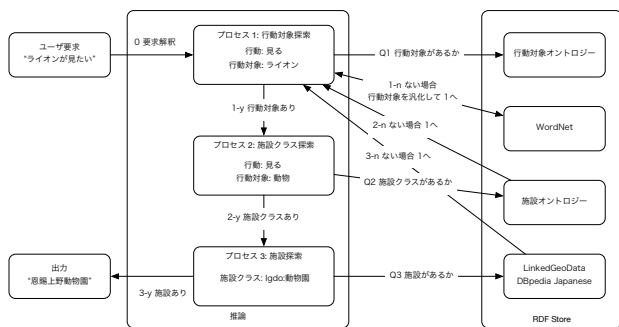 ユーザ要求
"ライオンが見たい"
0 要求解釈
プロセス 1: 行動対象探索
行動: 見る
行動対象: ライオン
Q1 行動対象があるか
行動対象オントロジー
1-n ない場合
行動対象を汎化して 1へ
1-y 行動対象あり
2-n ない場合 1へ
WordNet
3-n ない場合 1へ
プロセス 2: 施設クラス探索
行動: 見る
行動対象: 動物
Q2 施設クラスがあるか
施設オントロジー
2-y 施設クラスあり
プロセス 3: 施設探索
施設クラス: lgdo:動物園
Q3 施設があるか
LinkedGeoData
DBpedia Japanese
出力
"恩賜上野動物園"
3-y 施設あり
推論
RDF Store